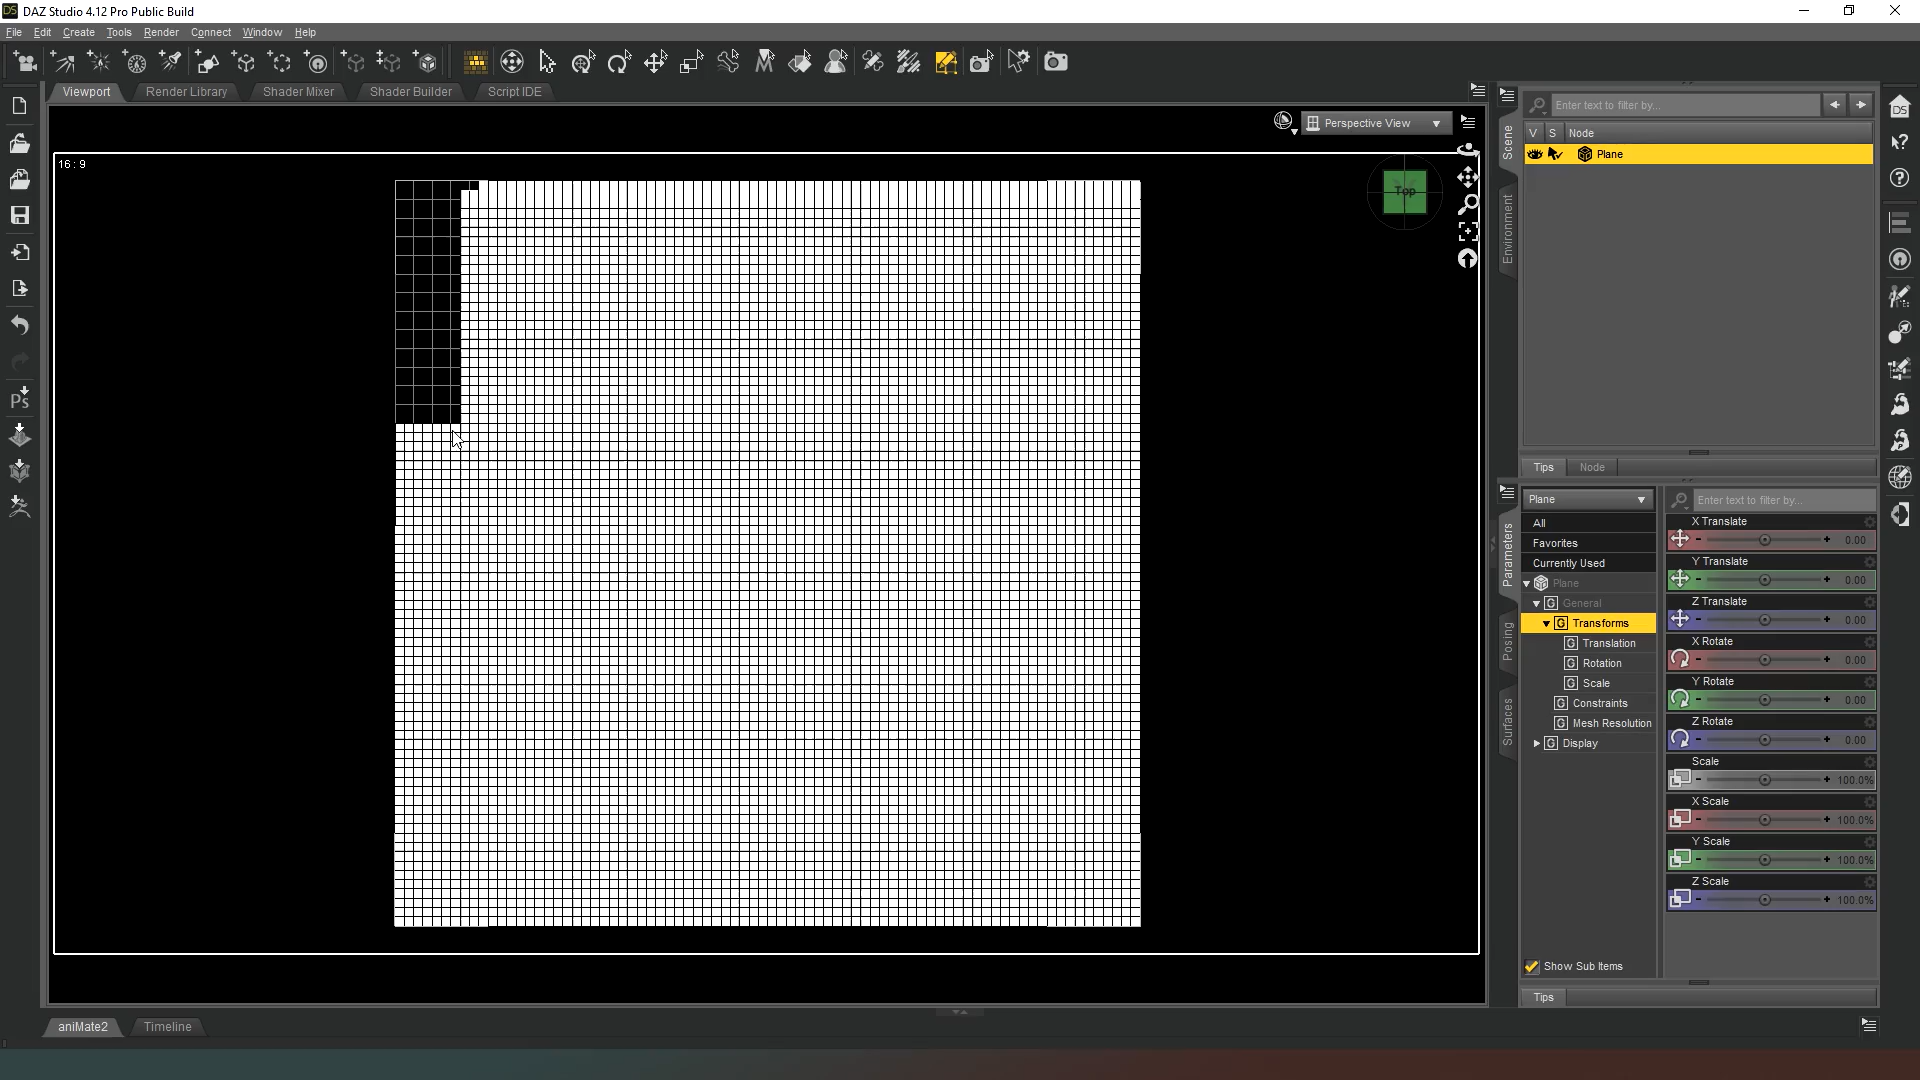 DAZ Studio 4.12 Pro Public Build
File Edit Create Tools Render Connect Window Help
Viewport Render Library Shader Mixer Shader Builder Script IDE
16 : 9
Perspective View
Top
Scene
Environment
Enter text to filter by...
V S Node
Plane
Tips Node
Parameters
Posing
Surfaces
Plane
All
Favorites
Currently Used
Plane
G General
G Transforms
G Translation
G Rotation
G Scale
G Constraints
G Mesh Resolution
G Display
Show Sub Items
Enter text to filter by...
X Translate
0.00
Y Translate
0.00
Z Translate
0.00
X Rotate
0.00
Y Rotate
0.00
Z Rotate
0.00
Scale
100.0%
X Scale
100.0%
Y Scale
100.0%
Z Scale
100.0%
Tips
aniMate2 Timeline
Ps
DS